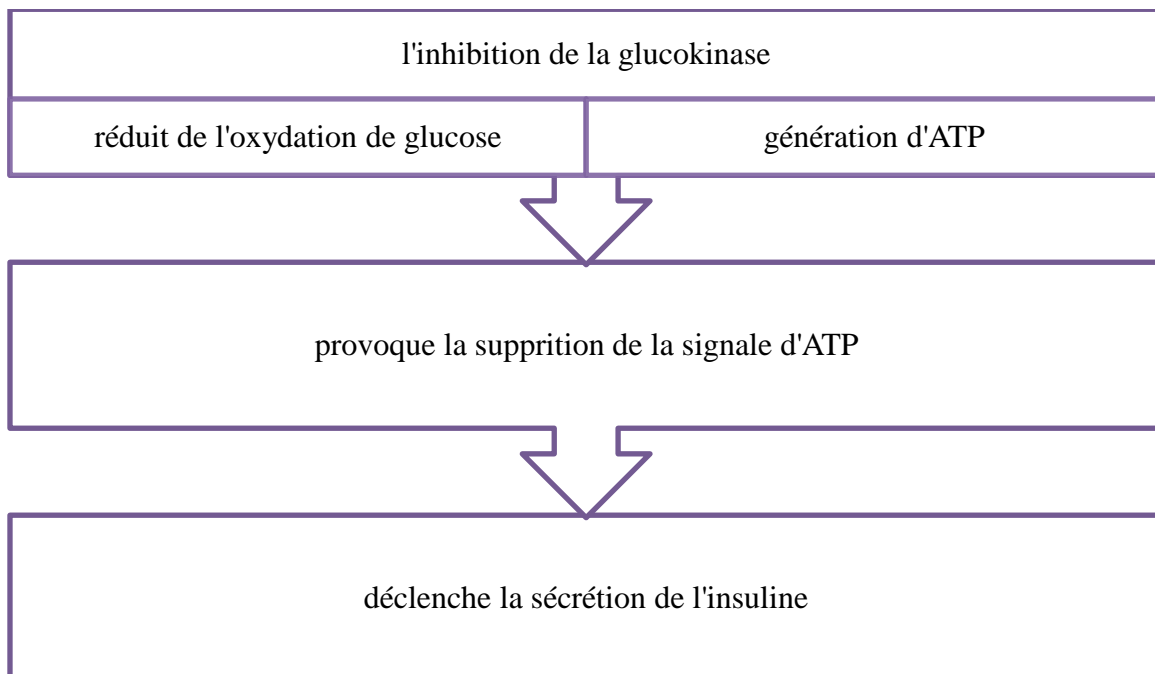 l'inhibition de la glucokinase
réduit de l'oxydation de glucose
génération d'ATP
provoque la supprition de la signale d'ATP
déclenche la sécrétion de l'insuline